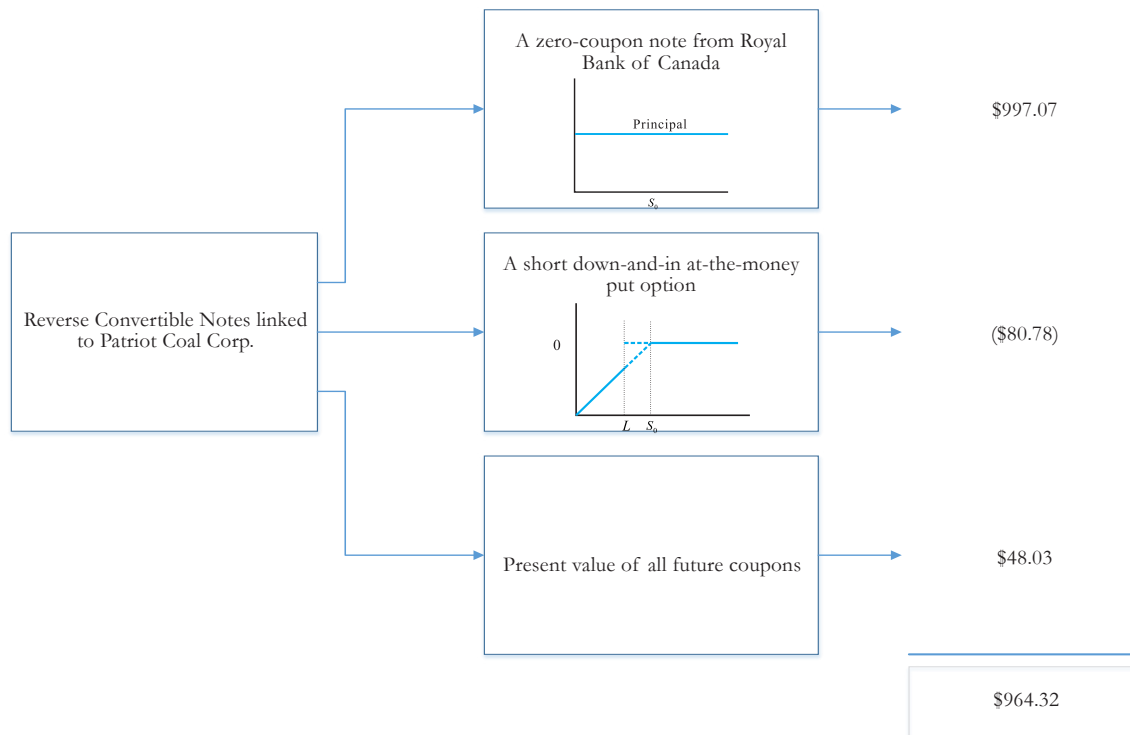 A zero-coupon note from Royal
Bank of Canada
Principal
S₀
$997.07
Reverse Convertible Notes linked
to Patriot Coal Corp.
A short down-and-in at-the-money
put option
0
L S₀
($80.78)
Present value of all future coupons
$48.03
$964.32